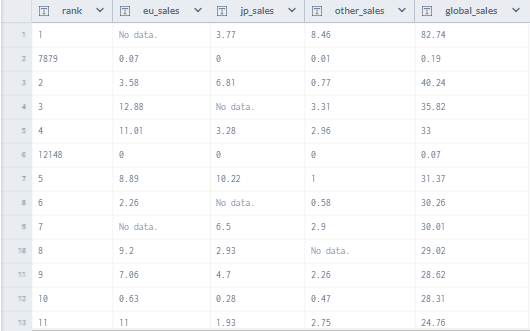 rank eu_sales jp_sales other_sales global_sales
1 1 No data. 3.77 8.46 82.74
2 7879 0.07 0 0.01 0.19
3 2 3.58 6.81 0.77 40.24
4 3 12.88 No data. 3.31 35.82
5 4 11.01 3.28 2.96 33
6 12148 0 0 0 0.07
7 5 8.89 10.22 1 31.37
8 6 2.26 No data. 0.58 30.26
9 7 No data. 6.5 2.9 30.01
10 8 9.2 2.93 No data. 29.02
11 9 7.06 4.7 2.26 28.62
12 10 0.63 0.28 0.47 28.31
13 11 11 1.93 2.75 24.76